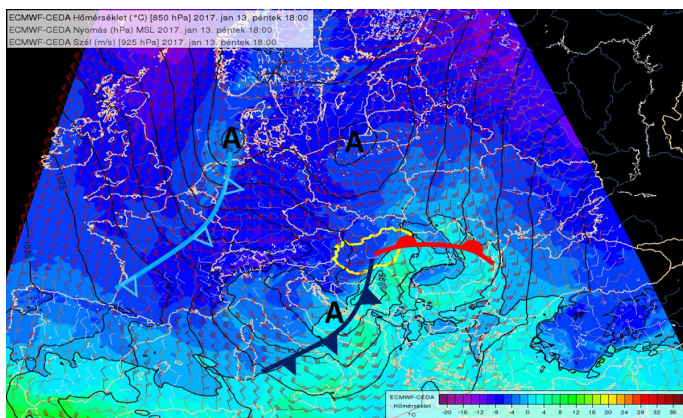 ECMWF-CEDA Hőmérséklet (°C) [850 hPa] 2017. jan 13. péntek 18:00
ECMWF-CEDA Nyomás (hPa) MSL 2017. jan 13. péntek 18:00
ECMWF-CEDA Szél (m/s) [925 hPa] 2017. jan 13. péntek 18:00
A
A
1025
A
ECMWF-CEDA
Hőmérséklet
°C
-20 -16 -12 -8 -4 0 4 8 12 16 20 24 28 32 36